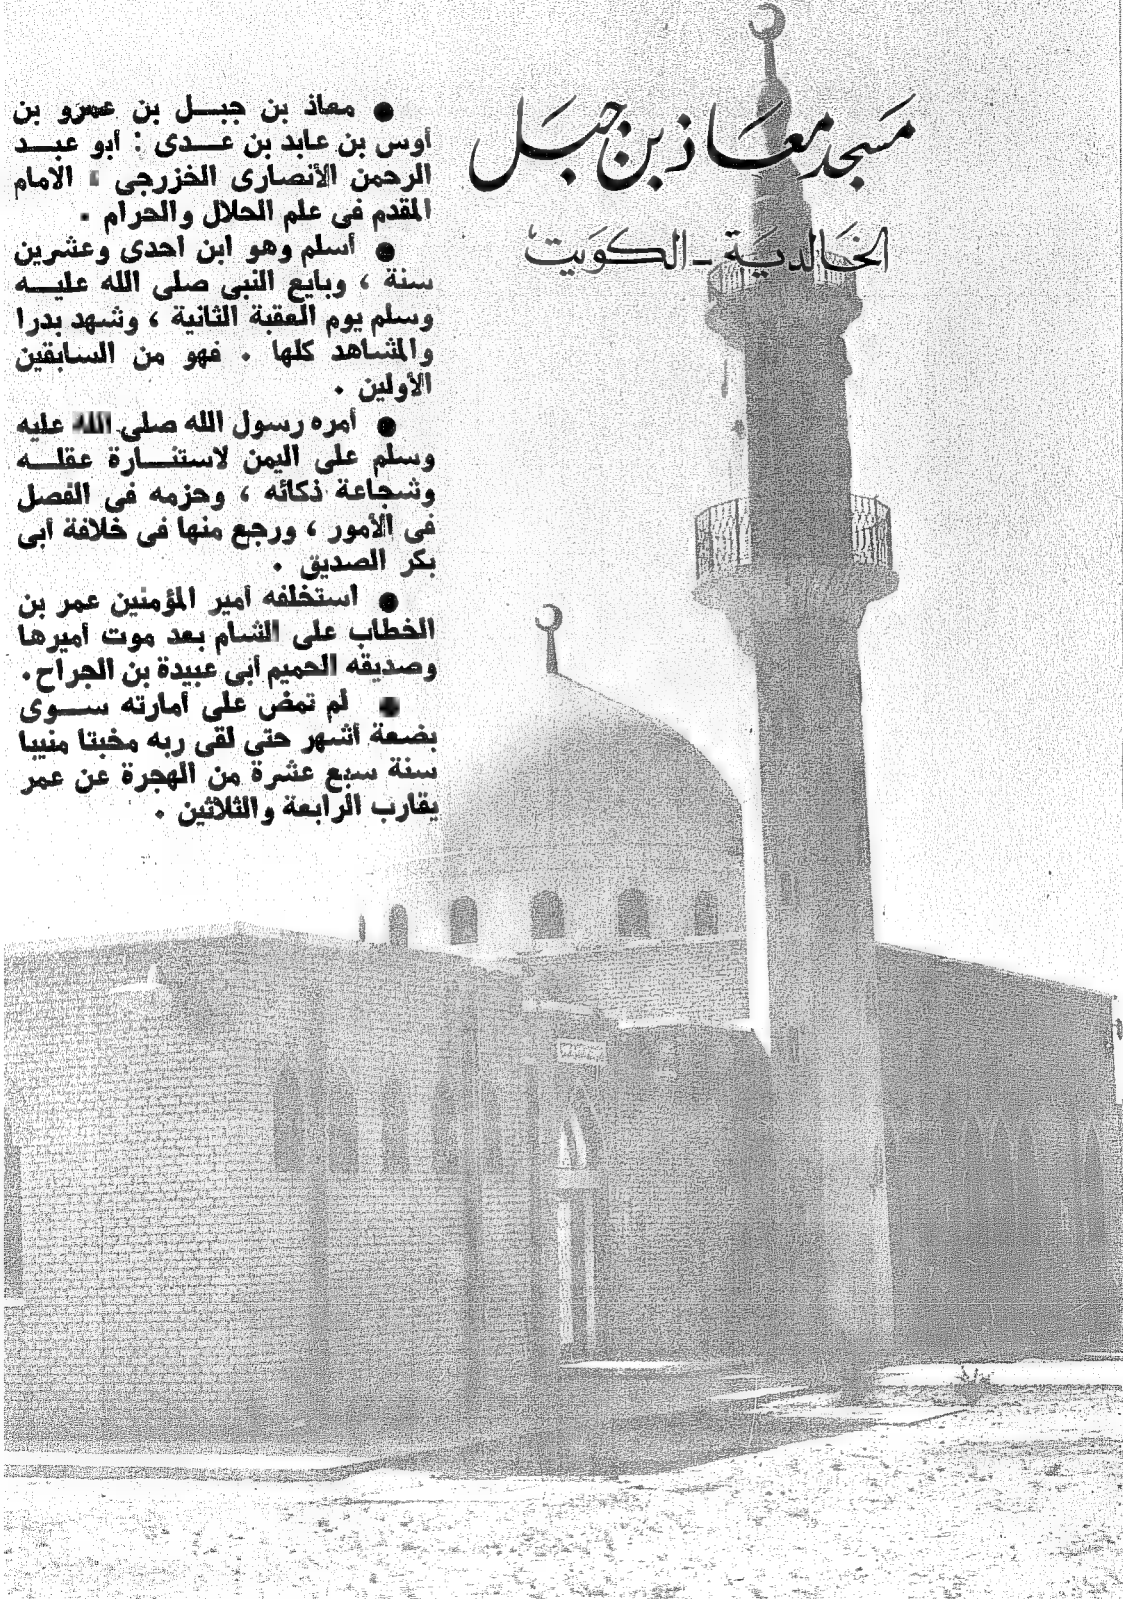 مسجد معاذ بن جبل
الخالدية - الكويت
● معاذ بن جبل بن عمرو بن
أوس بن عابد بن عدى : أبو عبد
الرحمن الأنصارى الخزرجى : الامام
المقدم فى علم الحلال والحرام .
● أسلم وهو ابن احدى وعشرين
سنة ، وبايع النبى صلى الله عليه
وسلم يوم العقبة الثانية ، وشهد بدرا
والمشاهد كلها . فهو من السابقين
الأولين .
● أمره رسول الله صلى الله عليه
وسلم على اليمن لاستنارة عقله
وشجاعة ذكائه ، وحزمه فى الفصل
فى الأمور ، ورجع منها فى خلافة أبى
بكر الصديق .
● استخلفه أمير المؤمنين عمر بن
الخطاب على الشام بعد موت أميرها
وصديقه الحميم أبى عبيدة بن الجراح .
● لم تمض على أمارته سوى
بضعة أشهر حتى لقى ربه مخبتا منيبا
سنة سبع عشرة من الهجرة عن عمر
يقارب الرابعة والثلاثين .